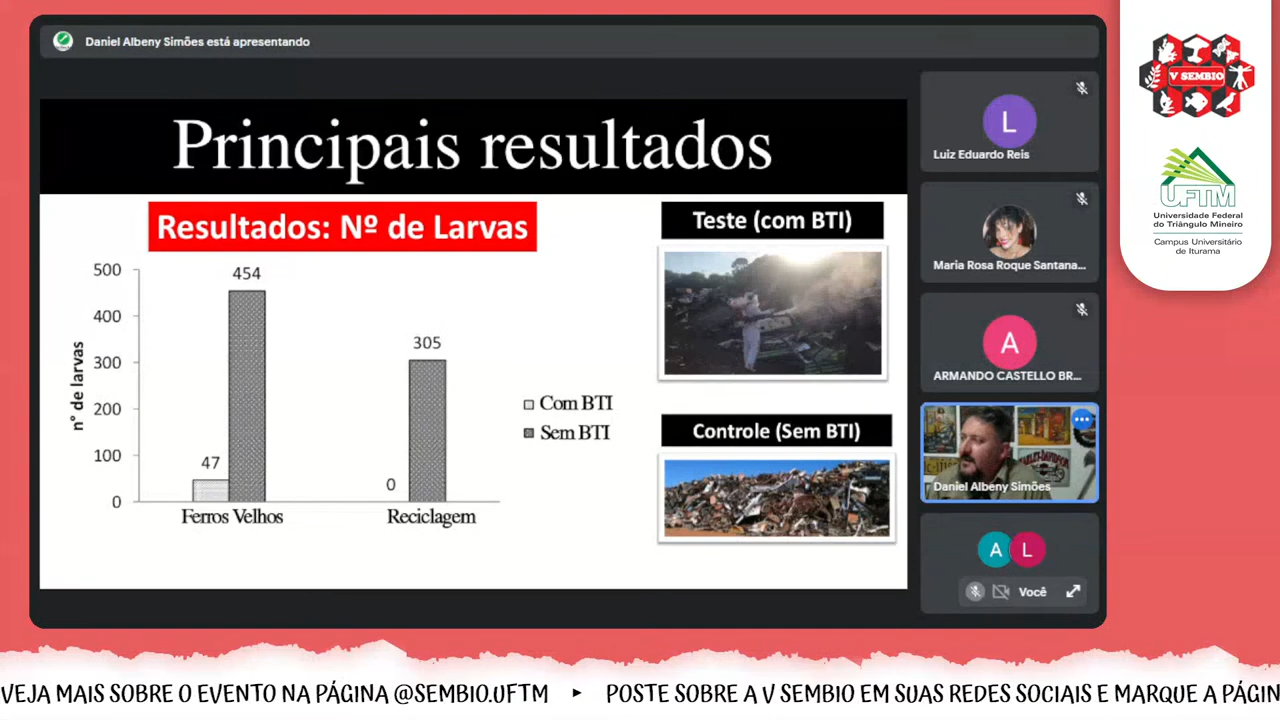 Daniel Albeny Simões está apresentando
Principais resultados
Resultados: Nº de Larvas
nº de larvas
500
400
300
200
100
0
454
47
305
0
Ferros Velhos
Reciclagem
Com BTI
Sem BTI
Teste (com BTI)
Controle (Sem BTI)
L
Luiz Eduardo Reis
Maria Rosa Roque Santana...
A
ARMANDO CASTELLO BR...
HARLEY-DAVIDSON
Daniel Albeny Simões
A L
Você
V SEMBIO
UFTM
Universidade Federal
do Triângulo Mineiro
Campus Universitário
de Iturama
VEJA MAIS SOBRE O EVENTO NA PÁGINA @SEMBIO.UFTM ▸ POSTE SOBRE A V SEMBIO EM SUAS REDES SOCIAIS E MARQUE A PÁGIN